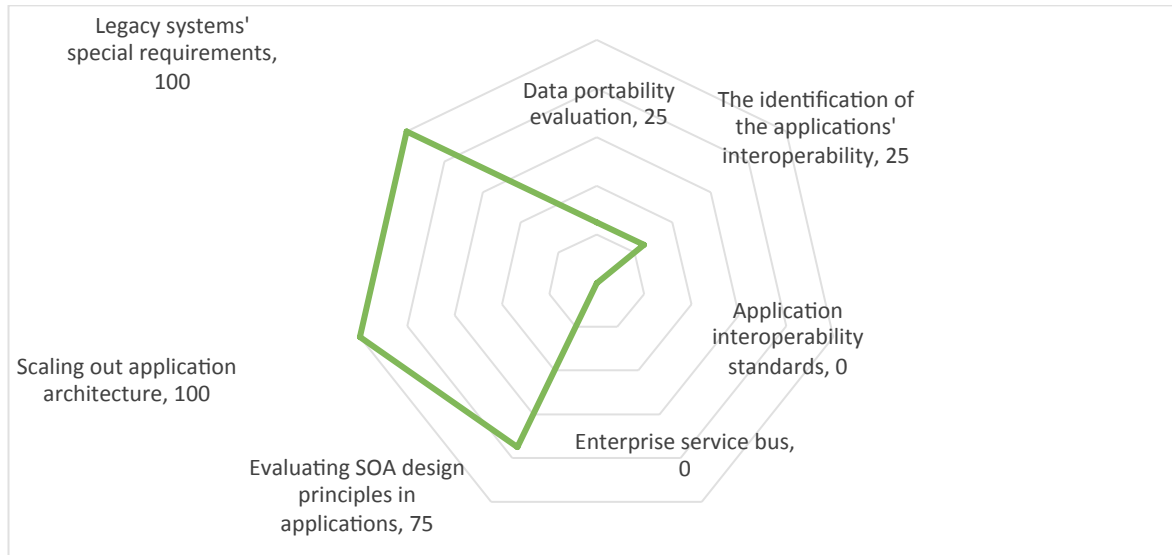 Legacy systems'
special requirements,
100
Data portability
evaluation, 25
The identification of
the applications'
interoperability, 25
Application
interoperability
standards, 0
Scaling out application
architecture, 100
Enterprise service bus,
0
Evaluating SOA design
principles in
applications, 75